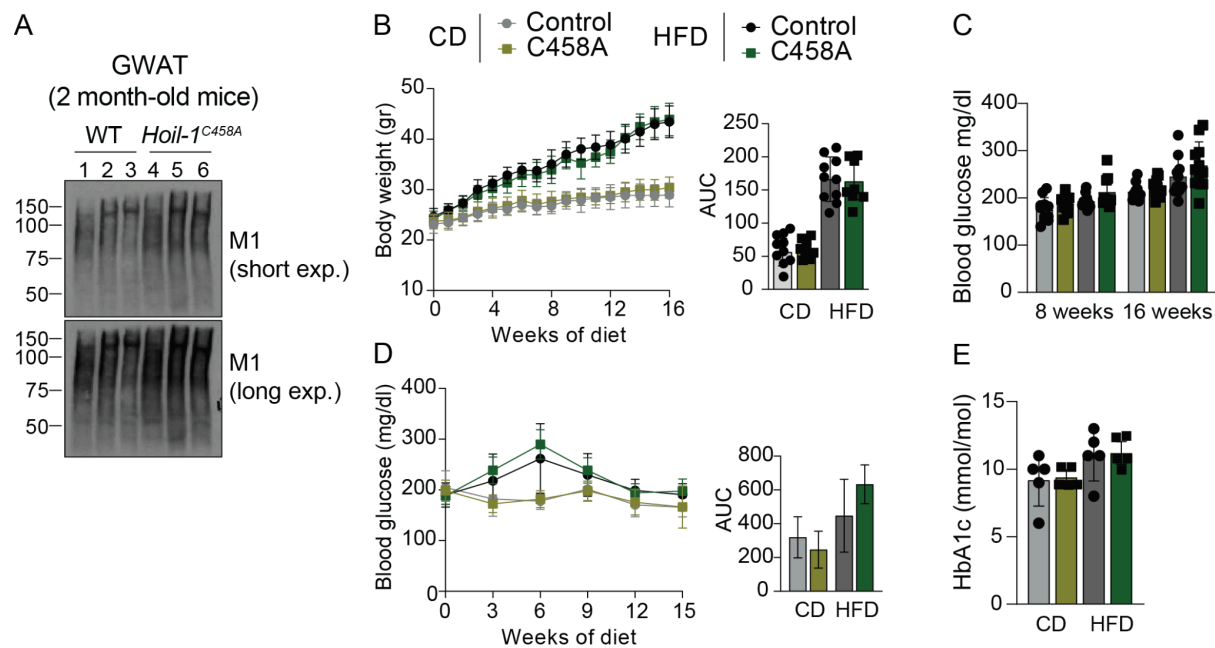 A
GWAT
(2 month-old mice)
WT Hoil-1C458A
1 2 3 4 5 6
150
100
75
50
M1
(short exp.)
150
100
75
50
M1
(long exp.)
B
CD
Control
C458A
HFD
Control
C458A
Body weight (gr)
50
40
30
20
10
0 4 8 12 16
Weeks of diet
AUC
250
200
150
100
50
0
CD HFD
C
Blood glucose mg/dl
400
300
200
100
0
8 weeks 16 weeks
D
Blood glucose (mg/dl)
400
300
200
100
0
0 3 6 9 12 15
Weeks of diet
AUC
800
600
400
200
0
CD HFD
E
HbA1c (mmol/mol)
15
10
5
0
CD HFD